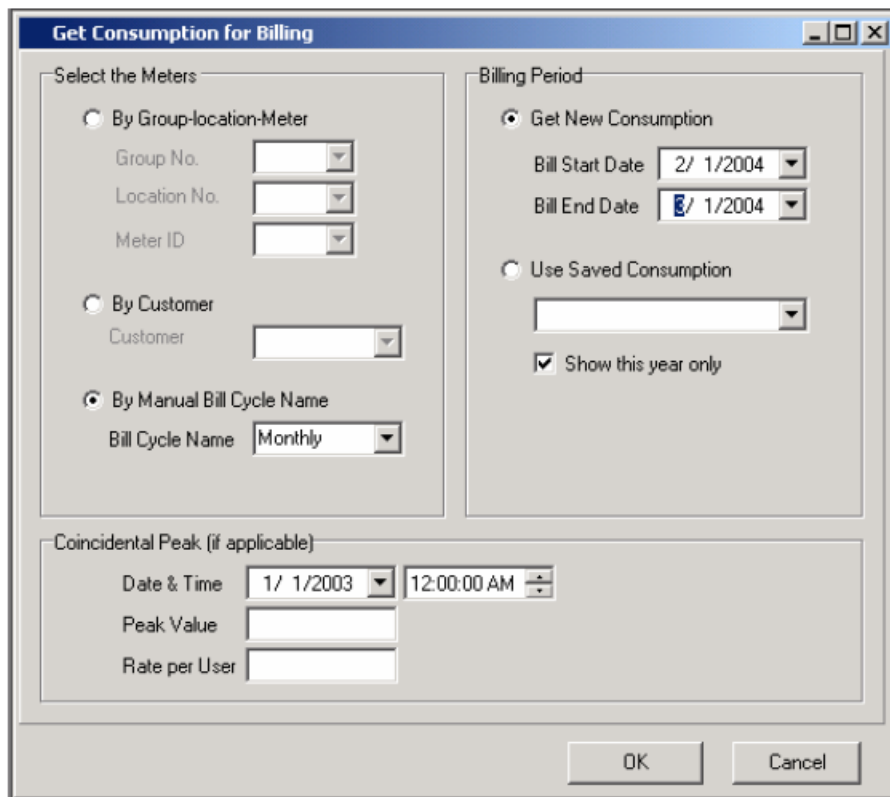 Get Consumption for Billing
Select the Meters
By Group-location-Meter
Group No.
Location No.
Meter ID
By Customer
Customer
By Manual Bill Cycle Name
Bill Cycle Name Monthly
Billing Period
Get New Consumption
Bill Start Date 2/ 1/2004
Bill End Date 3/ 1/2004
Use Saved Consumption
Show this year only
Coincidental Peak (if applicable)
Date & Time 1/ 1/2003 12:00:00 AM
Peak Value
Rate per User
OK Cancel